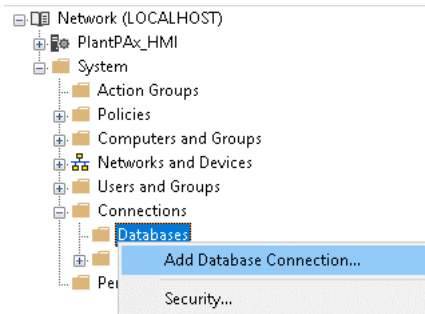 Network (LOCALHOST)
PlantPAx_HMI
System
Action Groups
Policies
Computers and Groups
Networks and Devices
Users and Groups
Connections
Databases
Add Database Connection...
Security...